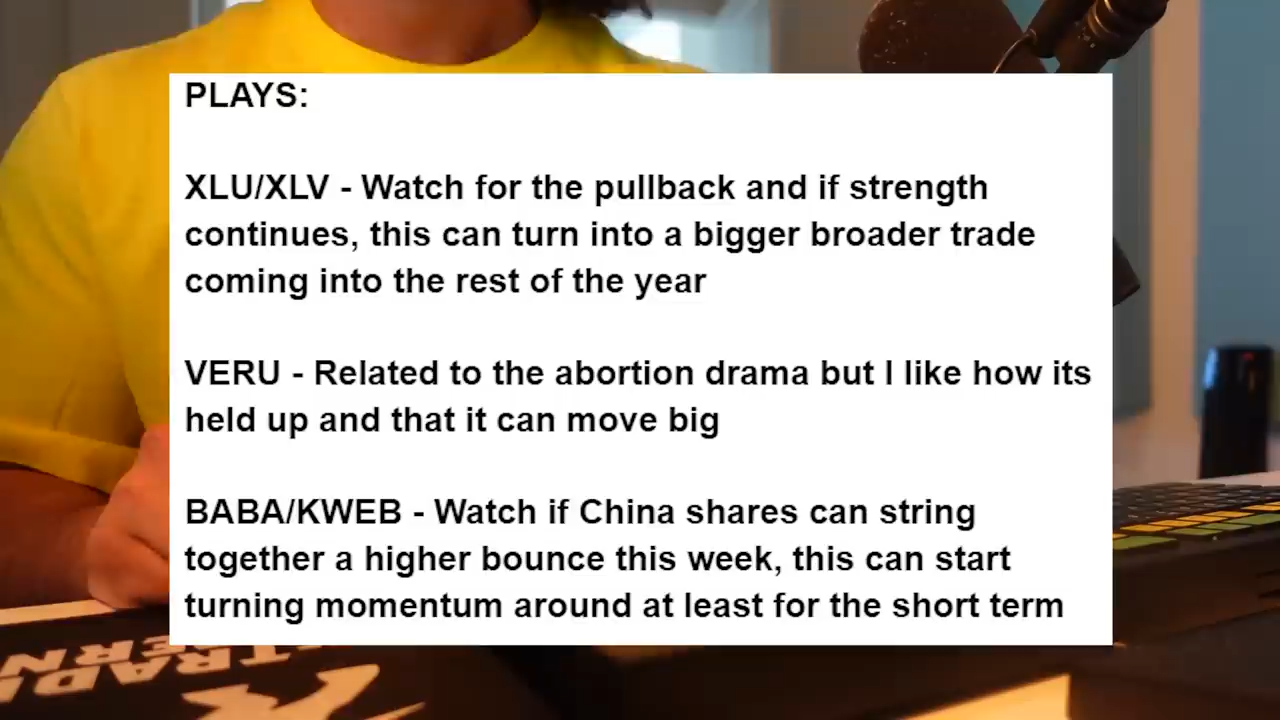 PLAYS:
XLU/XLV - Watch for the pullback and if strength
continues, this can turn into a bigger broader trade
coming into the rest of the year
VERU - Related to the abortion drama but I like how its
held up and that it can move big
BABA/KWEB - Watch if China shares can string
together a higher bounce this week, this can start
turning momentum around at least for the short term